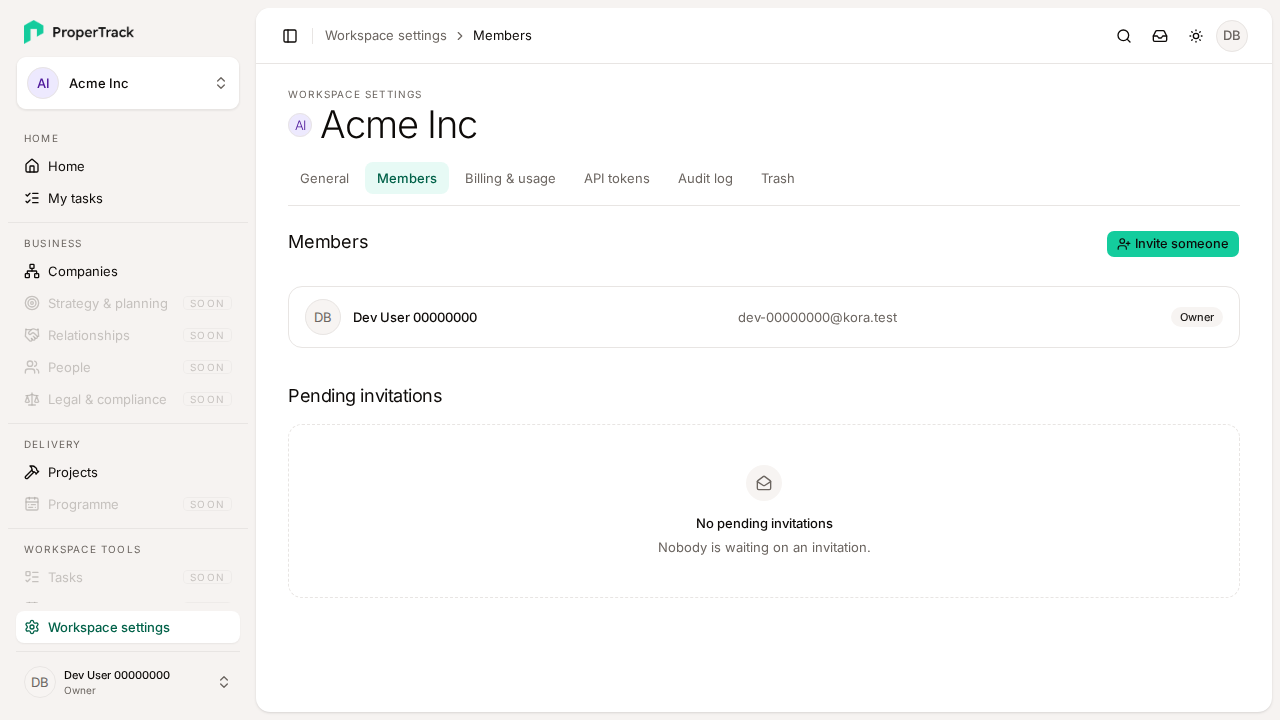 ProperTrack
AI
Acme Inc
HOME
Home
My tasks
BUSINESS
Companies
Strategy & planning SOON
Relationships SOON
People SOON
Legal & compliance SOON
DELIVERY
Projects
Programme SOON
WORKSPACE TOOLS
Tasks SOON
Workspace settings
DB
Dev User 00000000
Owner
Workspace settings > Members
DB
WORKSPACE SETTINGS
AI Acme Inc
General Members Billing & usage API tokens Audit log Trash
Members
Invite someone
DB Dev User 00000000 dev-00000000@kora.test Owner
Pending invitations
No pending invitations
Nobody is waiting on an invitation.